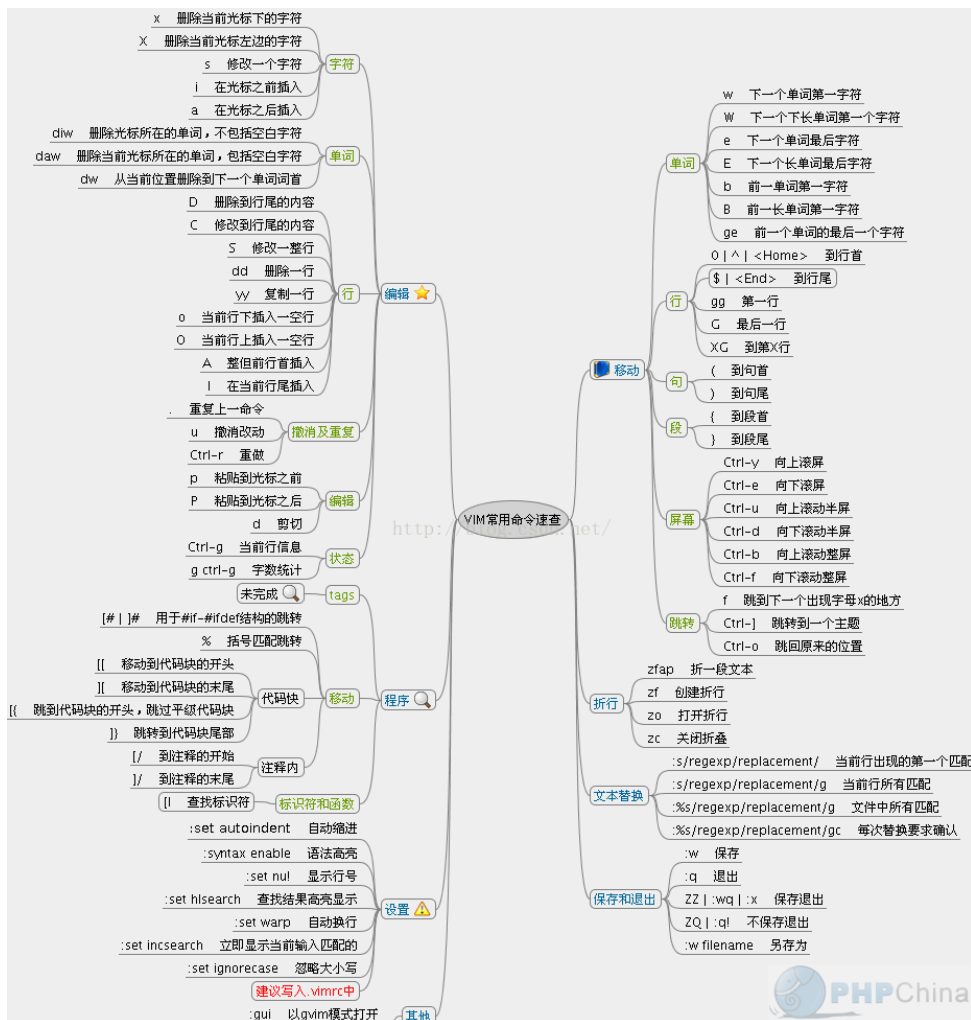 VIM常用命令速查
编辑
字符
x 删除当前光标下的字符
X 删除当前光标左边的字符
s 修改一个字符
i 在光标之前插入
a 在光标之后插入
单词
diw 删除光标所在的单词，不包括空白字符
daw 删除当前光标所在的单词，包括空白字符
dw 从当前位置删除到下一个单词词首
行
D 删除到行尾的内容
C 修改到行尾的内容
S 修改一整行
dd 删除一行
yy 复制一行
o 当前行下插入一空行
O 当前行上插入一空行
A 整但前行首插入
I 在当前行尾插入
撤消及重复
. 重复上一命令
u 撤消改动
Ctrl-r 重做
编辑
p 粘贴到光标之前
P 粘贴到光标之后
d 剪切
状态
Ctrl-g 当前行信息
g ctrl-g 字数统计
程序
tags
未完成
移动
[# | ]# 用于#if-#ifdef结构的跳转
% 括号匹配跳转
代码快
[[ 移动到代码块的开头
][ 移动到代码块的末尾
[{ 跳到代码块的开头，跳过平级代码块
]} 跳转到代码块尾部
注释内
[/ 到注释的开始
]/ 到注释的末尾
标识符和函数
[I 查找标识符
设置
:set autoindent 自动缩进
:syntax enable 语法高亮
:set nu! 显示行号
:set hlsearch 查找结果高亮显示
:set warp 自动换行
:set incsearch 立即显示当前输入匹配的
:set ignorecase 忽略大小写
建议写入.vimrc中
其他
:gui 以gvim模式打开
移动
单词
w 下一个单词第一字符
W 下一个下长单词第一个字符
e 下一个单词最后字符
E 下一个长单词最后字符
b 前一单词第一字符
B 前一长单词第一字符
ge 前一个单词的最后一个字符
行
0 | ^ | <Home> 到行首
$ | <End> 到行尾
gg 第一行
G 最后一行
XG 到第X行
句
( 到句首
) 到句尾
段
{ 到段首
} 到段尾
屏幕
Ctrl-y 向上滚屏
Ctrl-e 向下滚屏
Ctrl-u 向上滚动半屏
Ctrl-d 向下滚动半屏
Ctrl-b 向上滚动整屏
Ctrl-f 向下滚动整屏
跳转
f 跳到下一个出现字母x的地方
Ctrl-] 跳转到一个主题
Ctrl-o 跳回原来的位置
折行
zfap 折一段文本
zf 创建折行
zo 打开折行
zc 关闭折叠
文本替换
:s/regexp/replacement/ 当前行出现的第一个匹配
:s/regexp/replacement/g 当前行所有匹配
:%s/regexp/replacement/g 文件中所有匹配
:%s/regexp/replacement/gc 每次替换要求确认
保存和退出
:w 保存
:q 退出
ZZ | :wq | :x 保存退出
ZQ | :q! 不保存退出
:w filename 另存为
PHPChina